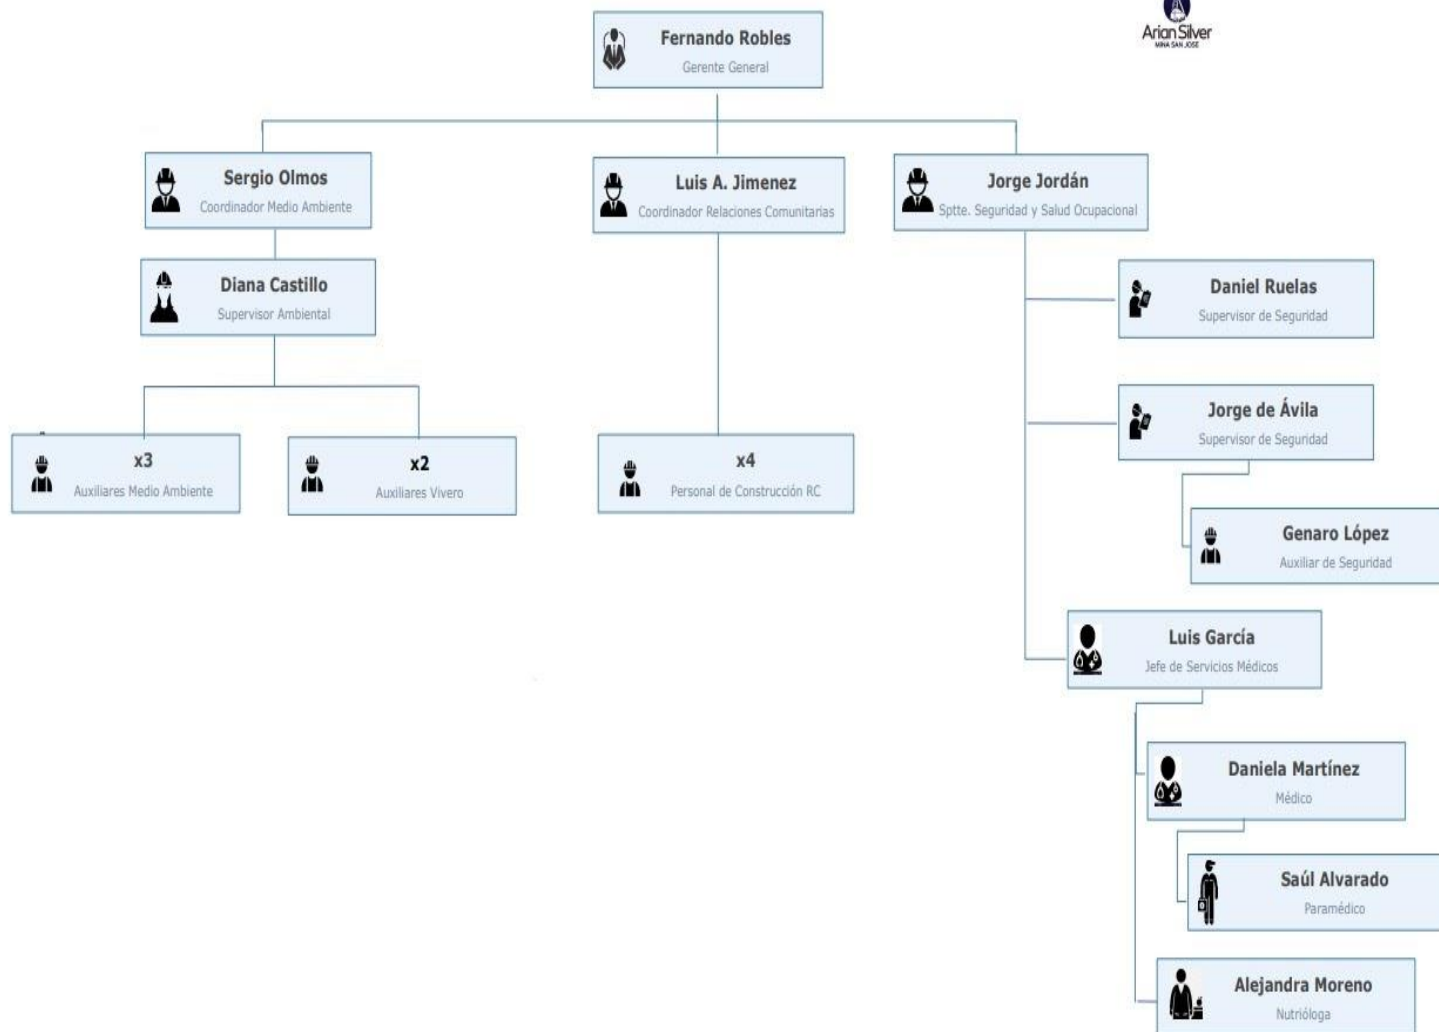 Arian Silver
MINA SAN JOSE
Fernando Robles
Gerente General
Sergio Olmos
Coordinador Medio Ambiente
Luis A. Jimenez
Coordinador Relaciones Comunitarias
Jorge Jordán
Sptte. Seguridad y Salud Ocupacional
Diana Castillo
Supervisor Ambiental
Daniel Ruelas
Supervisor de Seguridad
Jorge de Ávila
Supervisor de Seguridad
x3
Auxiliares Medio Ambiente
x2
Auxiliares Vivero
x4
Personal de Construcción RC
Genaro López
Auxiliar de Seguridad
Luis García
Jefe de Servicios Médicos
Daniela Martínez
Médico
Saúl Alvarado
Paramédico
Alejandra Moreno
Nutrióloga